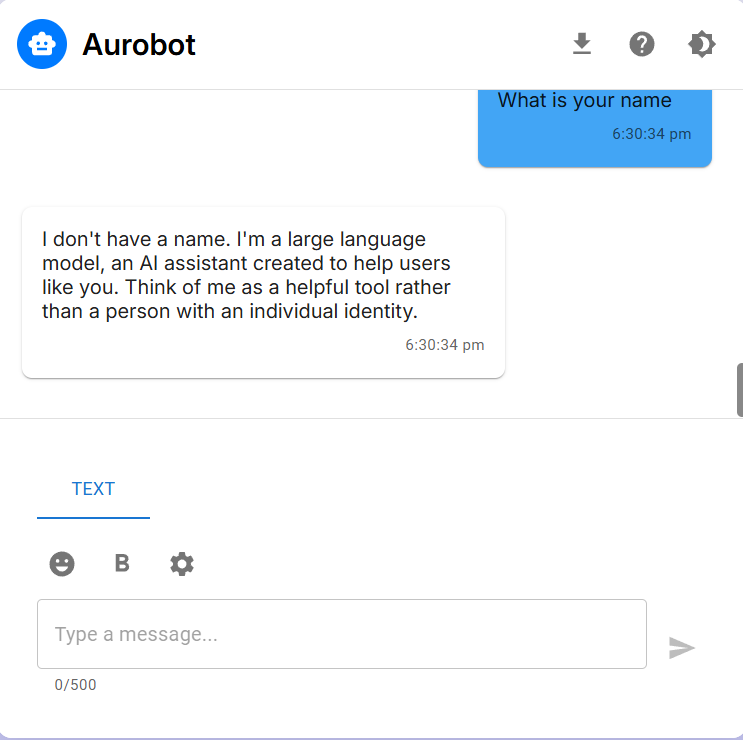 Aurobot
What is your name
6:30:34 pm
I don't have a name. I'm a large language
model, an AI assistant created to help users
like you. Think of me as a helpful tool rather
than a person with an individual identity.
6:30:34 pm
TEXT
B
Type a message...
0/500